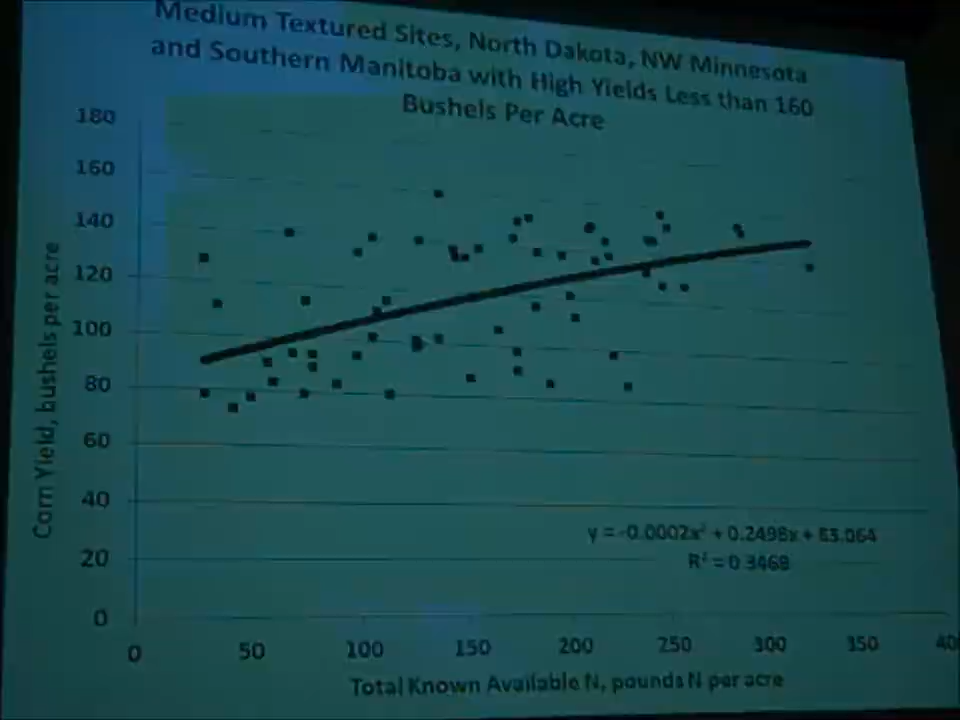 Medium Textured Sites, North Dakota, NW Minnesota
and Southern Manitoba with High Yields Less than 160
Bushels Per Acre
180
160
140
120
100
80
60
40
20
0
Corn Yield, bushels per acre
y = -0.0002x² + 0.2498x + 83.064
R² = 0.3468
0 50 100 150 200 250 300 350 40
Total Known Available N, pounds N per acre